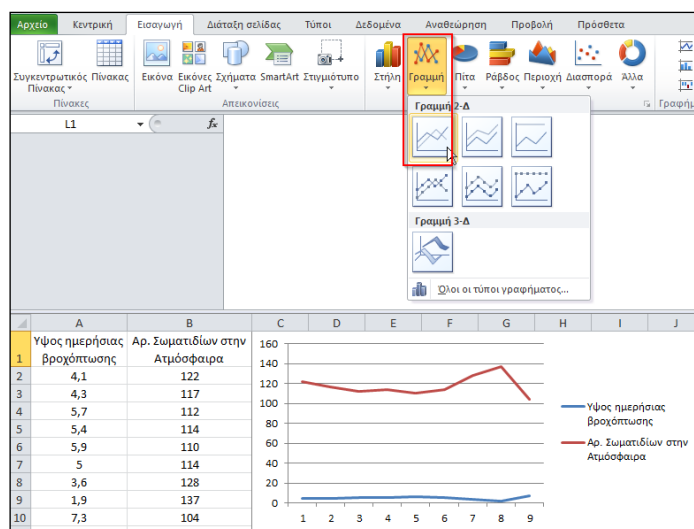 Αρχείο Κεντρική Εισαγωγή Διάταξη σελίδας Τύποι Δεδομένα Αναθεώρηση Προβολή Πρόσθετα
Συγκεντρωτικός Πίνακας Εικόνα Εικόνες Σχήματα SmartArt Στιγμιότυπο Στήλη Γραμμή Πίτα Ράβδος Περιοχή Διασπορά Άλλα
Πίνακας Clip Art
Πίνακες Απεικονίσεις Γραφήμ
L1 fx
Γραμμή 2-Δ
Γραμμή 3-Δ
Όλοι οι τύποι γραφήματος...
A B C D E F G H I J
1 Υψος ημερήσιας Αρ. Σωματιδίων στην
βροχόπτωσης Ατμόσφαιρα
2 4,1 122
3 4,3 117
4 5,7 112
5 5,4 114
6 5,9 110
7 5 114
8 3,6 128
9 1,9 137
10 7,3 104
160
140
120
100
80
60
40
20
0
1 2 3 4 5 6 7 8 9
Υψος ημερήσιας
βροχόπτωσης
Αρ. Σωματιδίων στην
Ατμόσφαιρα